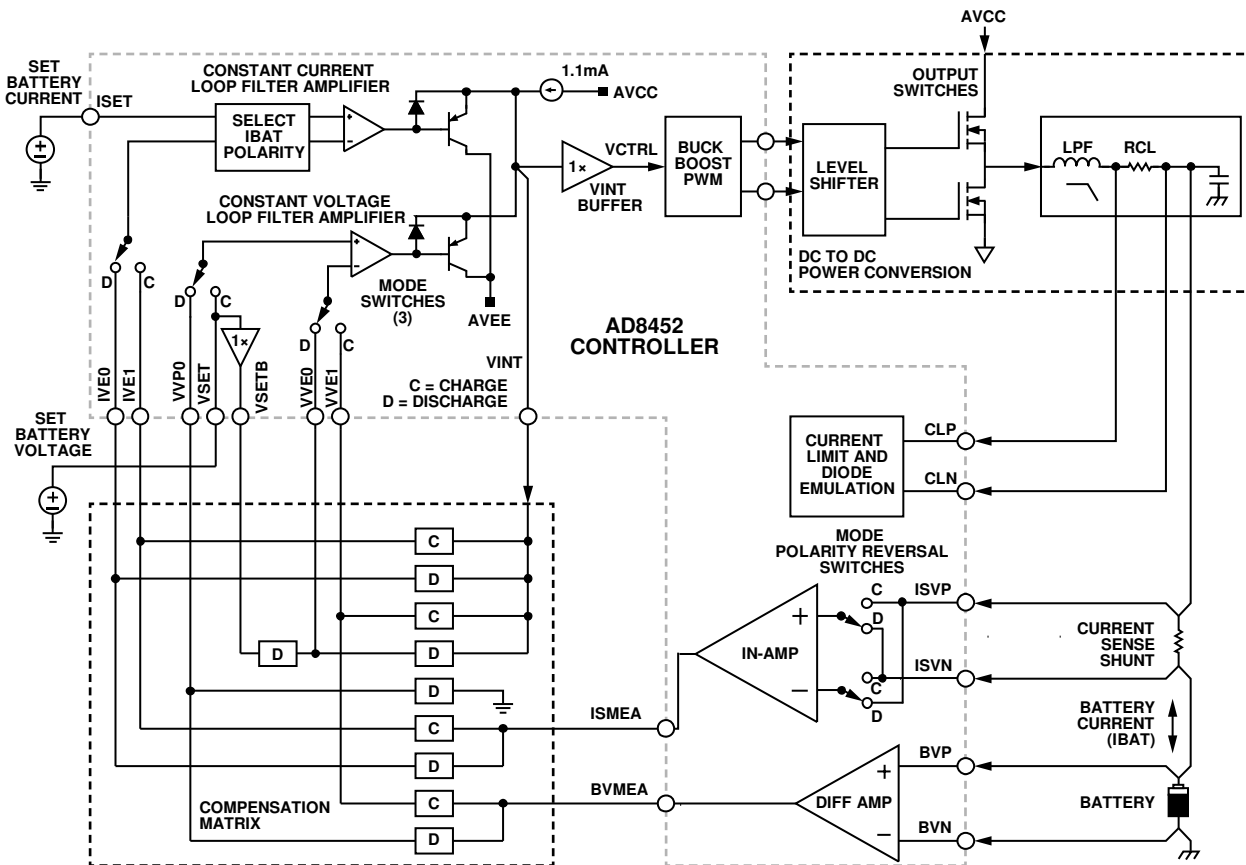 AVCC
SET
BATTERY
CURRENT
ISET
CONSTANT CURRENT
LOOP FILTER AMPLIFIER
SELECT
IBAT
POLARITY
+
−
1.1mA
AVCC
OUTPUT
SWITCHES
BUCK
BOOST
PWM
LEVEL
SHIFTER
LPF
RCL
1×
VCTRL
VINT
BUFFER
DC TO DC
POWER CONVERSION
CONSTANT VOLTAGE
LOOP FILTER AMPLIFIER
+
−
D
C
D
C
D
C
MODE
SWITCHES
(3)
AVEE
1×
AD8452
CONTROLLER
IVE0
IVE1
VVP0
VSET
VSETB
VVE0
VVE1
VINT
C = CHARGE
D = DISCHARGE
SET
BATTERY
VOLTAGE
CURRENT
LIMIT AND
DIODE
EMULATION
CLP
CLN
MODE
POLARITY REVERSAL
SWITCHES
C
D
C
D
C
D
D
C
D
C
D
IN-AMP
+
−
C
D
C
D
ISVP
ISVN
CURRENT
SENSE
SHUNT
ISMEA
BATTERY
CURRENT
(IBAT)
BVMEA
DIFF AMP
+
−
BVP
BVN
BATTERY
COMPENSATION
MATRIX